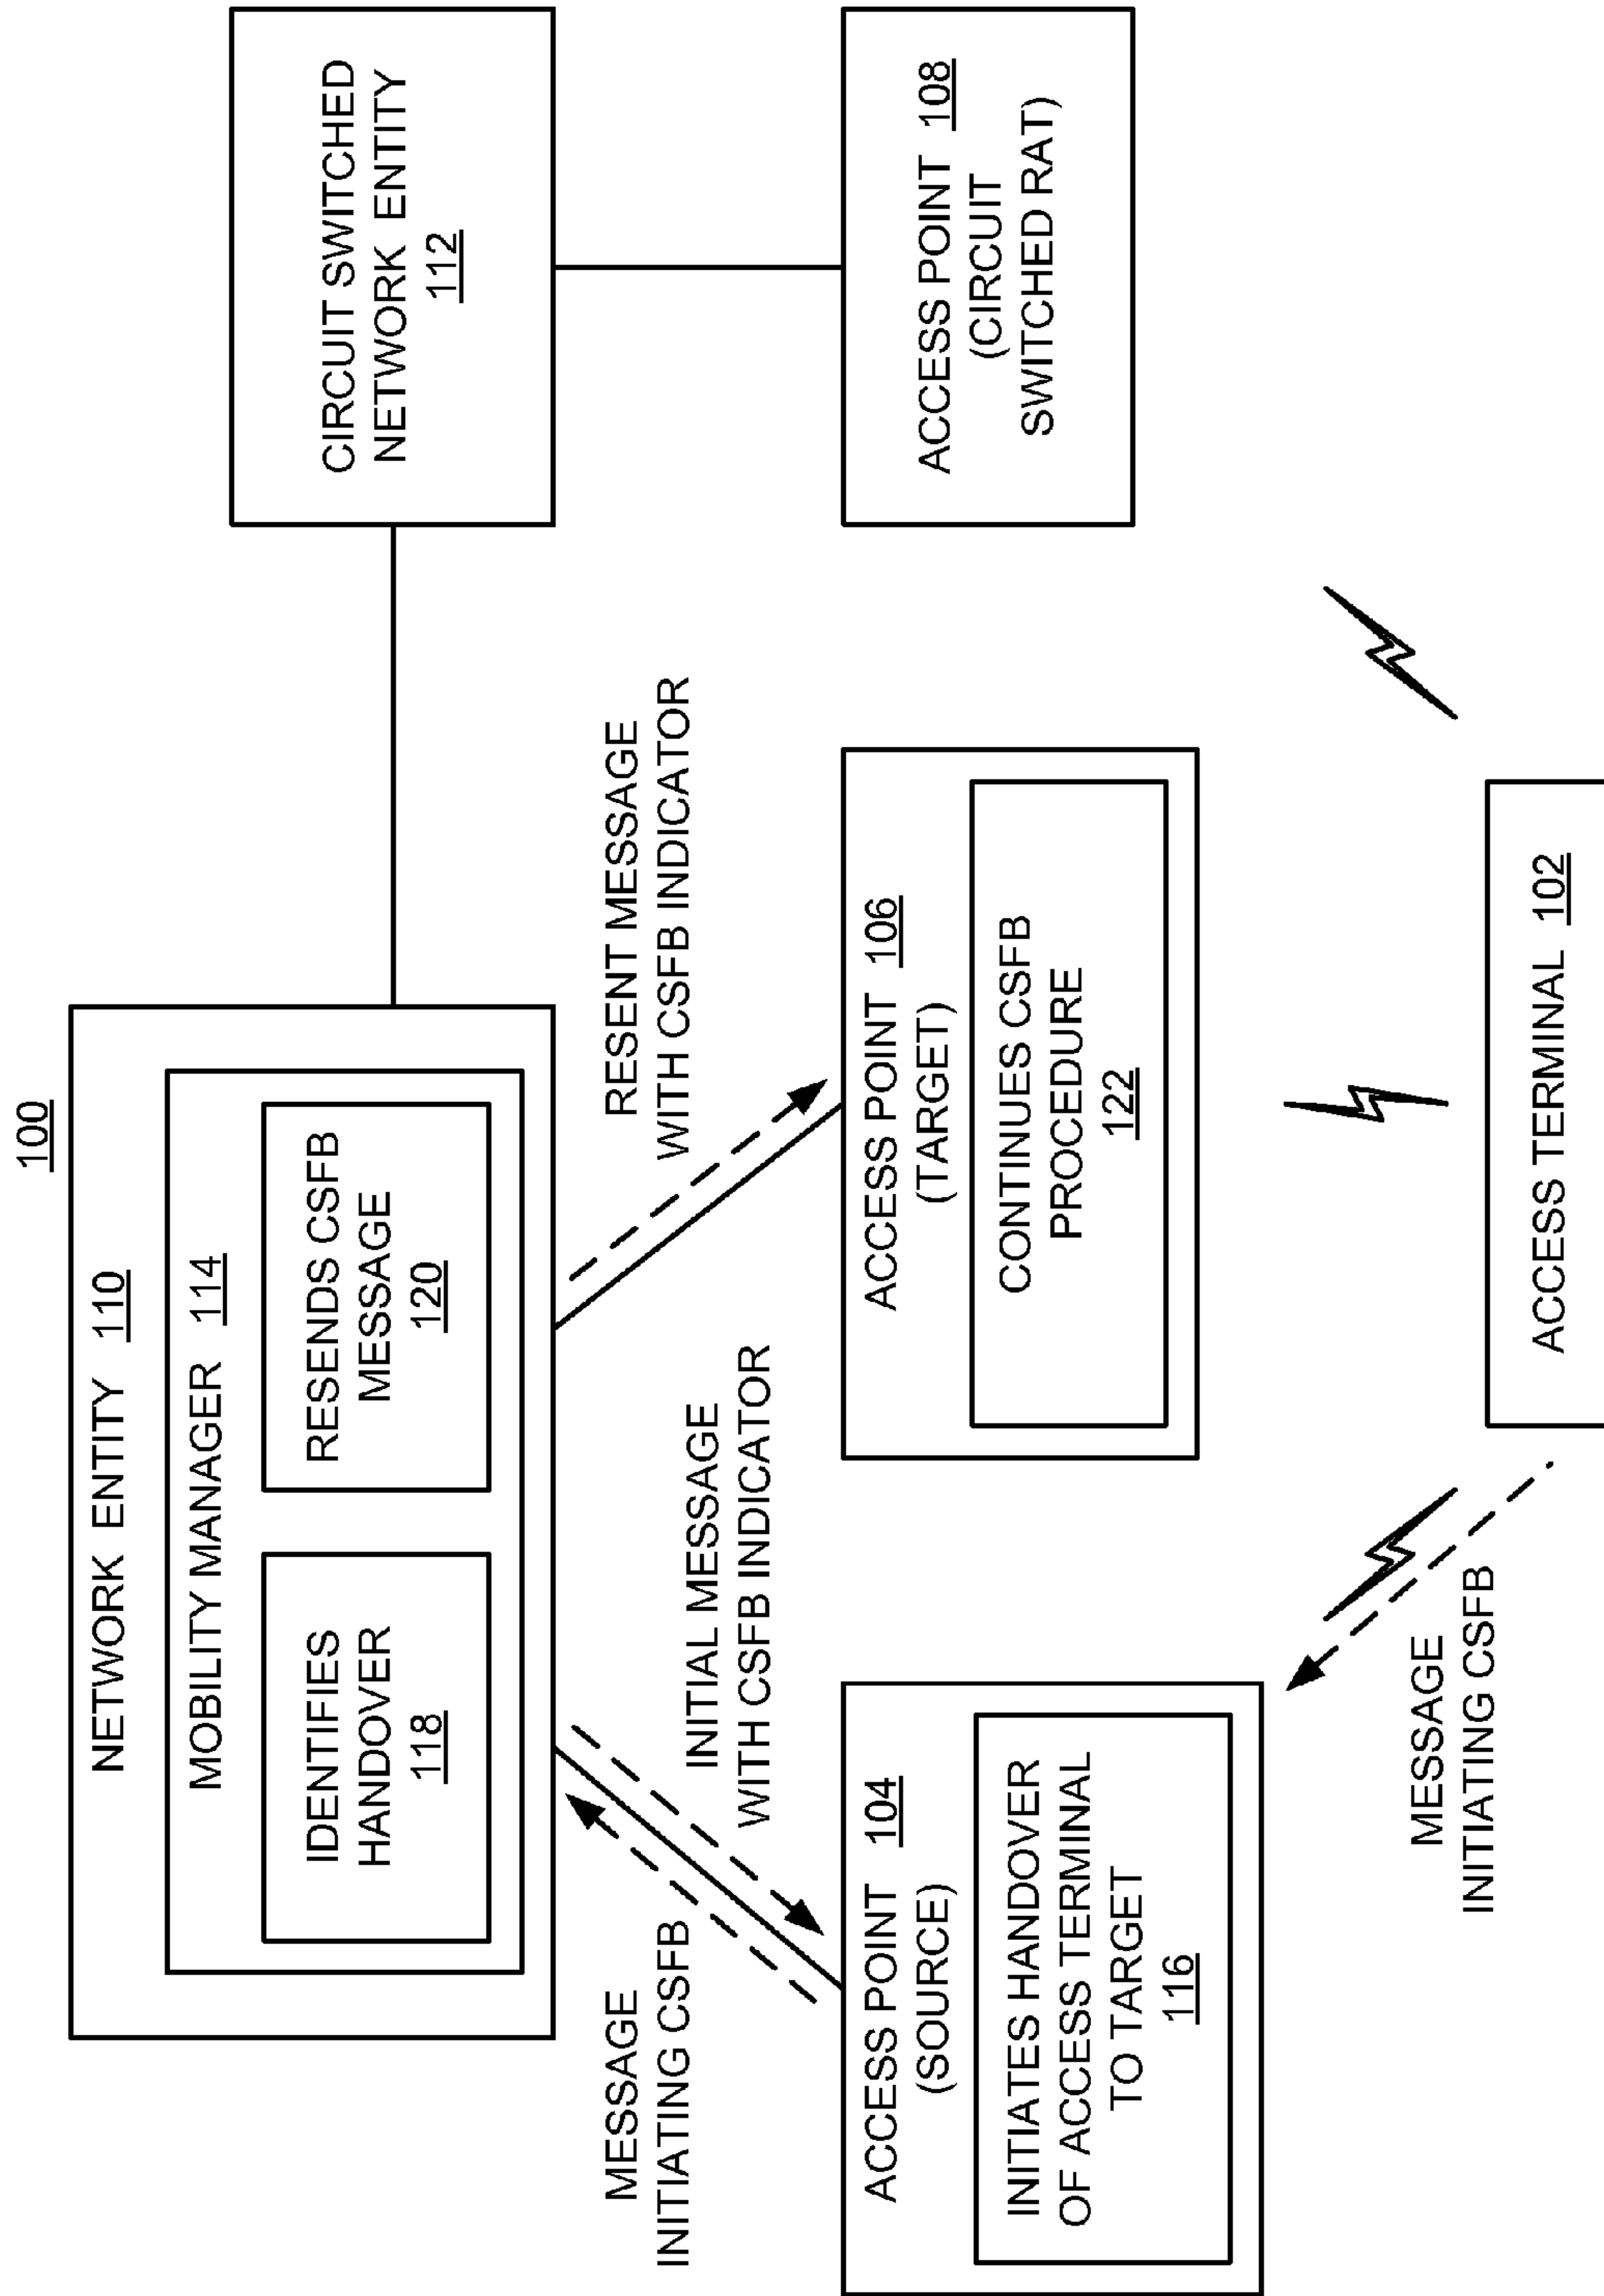 100
NETWORK ENTITY 110
MOBILITY MANAGER 114
IDENTIFIES
HANDOVER
118
RESENDS CSFB
MESSAGE
120
CIRCUIT SWITCHED
NETWORK ENTITY
112
MESSAGE
INITIATING CSFB
INITIAL MESSAGE
WITH CSFB INDICATOR
RESENT MESSAGE
WITH CSFB INDICATOR
ACCESS POINT 104
(SOURCE)
INITIATES HANDOVER
OF ACCESS TERMINAL
TO TARGET
116
ACCESS POINT 106
(TARGET)
CONTINUES CSFB
PROCEDURE
122
ACCESS POINT 108
(CIRCUIT
SWITCHED RAT)
MESSAGE
INITIATING CSFB
ACCESS TERMINAL 102